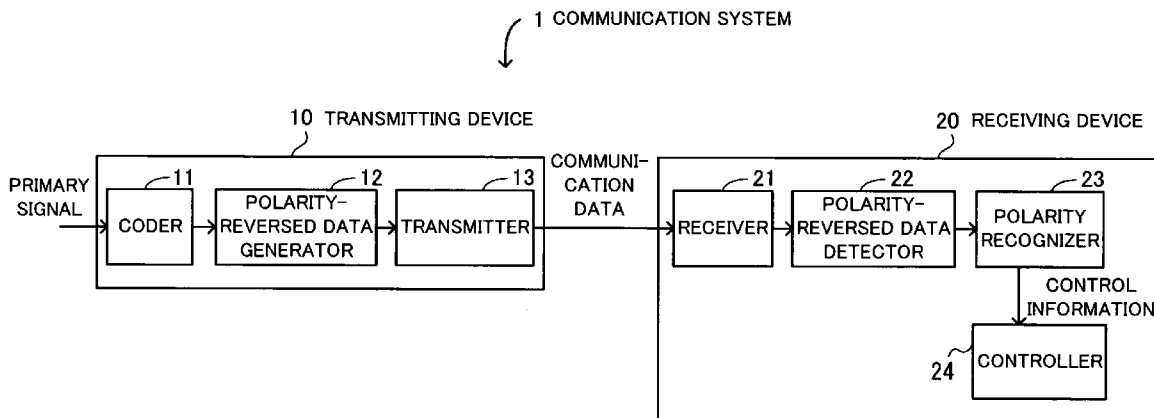 1 COMMUNICATION SYSTEM
10 TRANSMITTING DEVICE
20 RECEIVING DEVICE
PRIMARY
SIGNAL
11
CODER
12
POLARITY-
REVERSED DATA
GENERATOR
13
TRANSMITTER
COMMUNI-
CATION
DATA
21
RECEIVER
22
POLARITY-
REVERSED DATA
DETECTOR
23
POLARITY
RECOGNIZER
CONTROL
INFORMATION
24
CONTROLLER